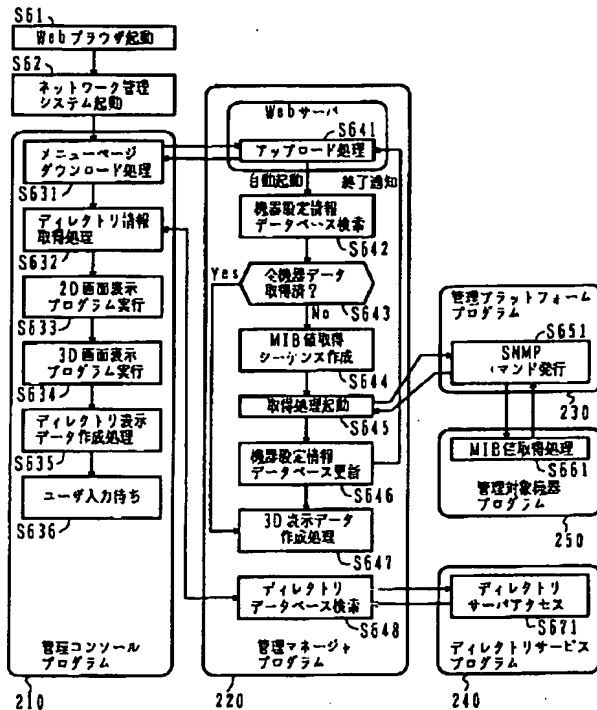 S61
Webブラウザ起動
S62
ネットワーク管理
システム起動
メニューページ
ダウンロード処理
S631
ディレクトリ情報
取得処理
S632
2D画面表示
プログラム実行
S633
3D画面表示
プログラム実行
S634
ディレクトリ表示
データ作成処理
S635
ユーザ入力待ち
S636
管理コンソール
プログラム
210
Webサーバ
S641
アップロード処理
自動起動
終了通知
機器設定情報
データベース検索
S642
Yes
全機器データ
取得済?
S643
No
MIB値取得
シーケンス作成
S644
取得処理起動
S645
機器設定情報
データベース更新
S646
3D表示データ
作成処理
S647
ディレクトリ
データベース検索
S648
管理マネージャ
プログラム
220
管理プラットフォーム
プログラム
S651
SNMP
コマンド発行
230
MIB値取得処理
S661
管理対象機器
プログラム
250
ディレクトリ
サーバアクセス
S671
ディレクトリサービス
プログラム
240